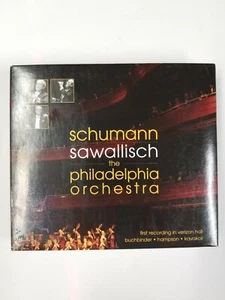 schumann
sawallisch
the
philadelphia
orchestra
first recording in verizon hall
buchbinder • hampson • kavakos